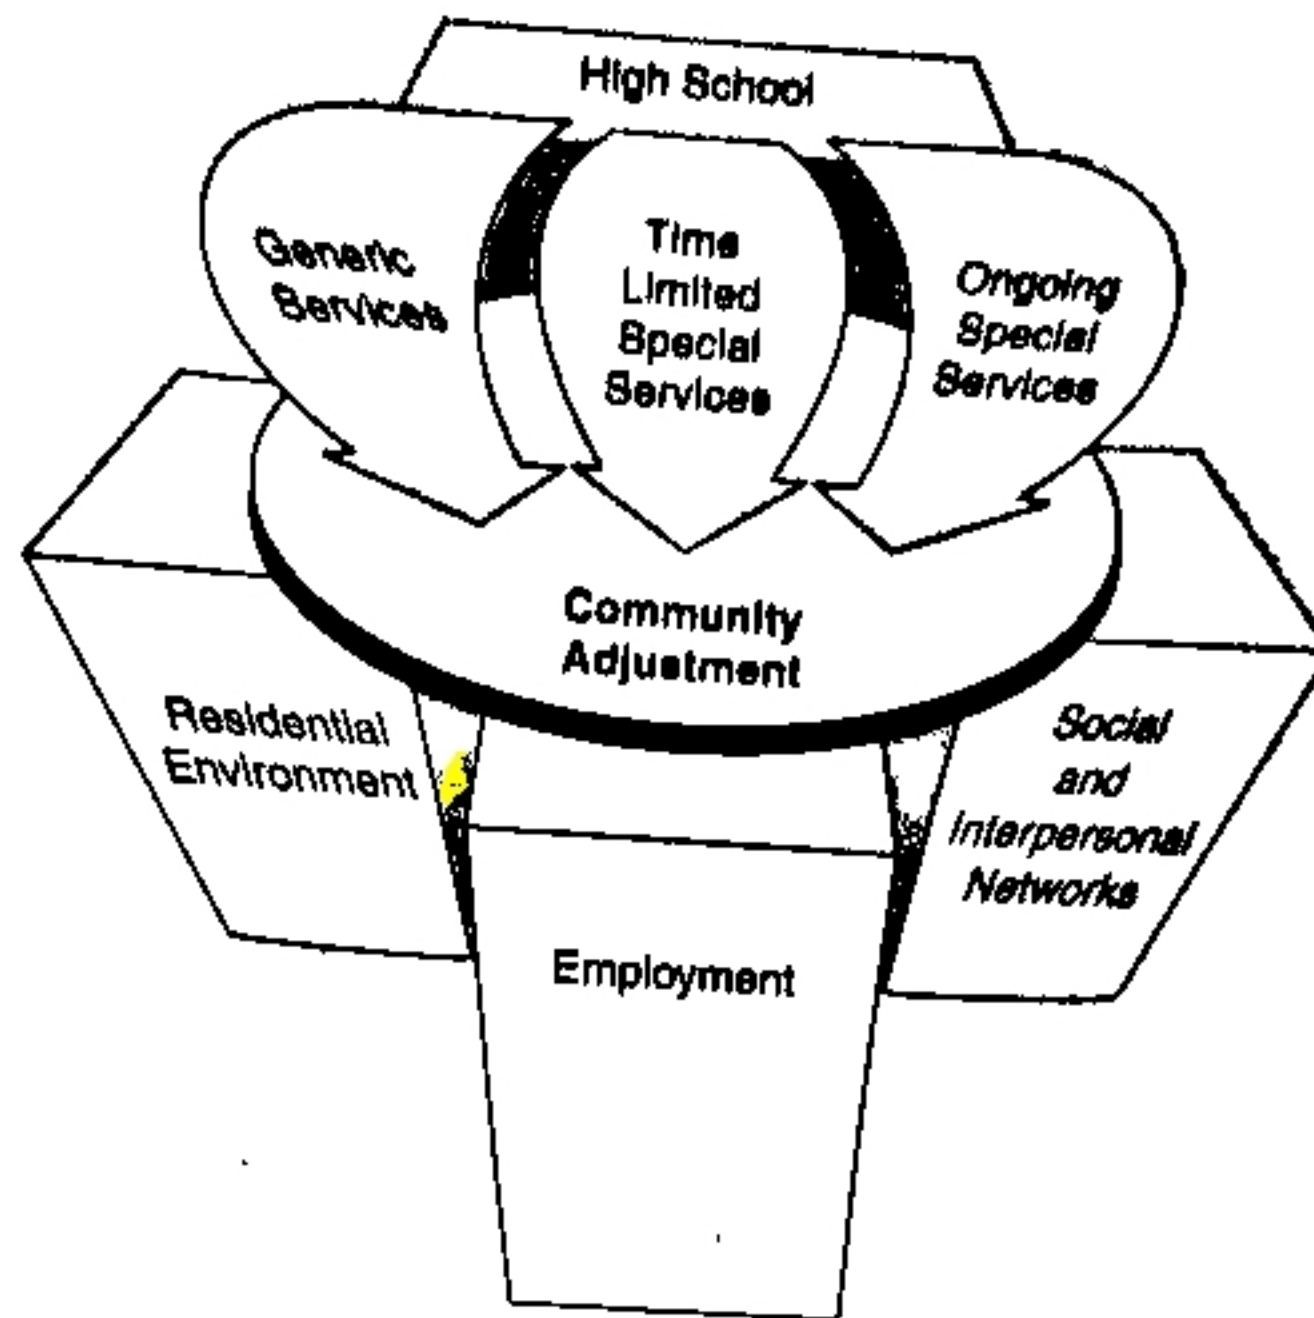 High School
Generic
Services
Time
Limited
Special
Services
Ongoing
Special
Services
Community
Adjustment
Residential
Environment
Social
and
Interpersonal
Networks
Employment